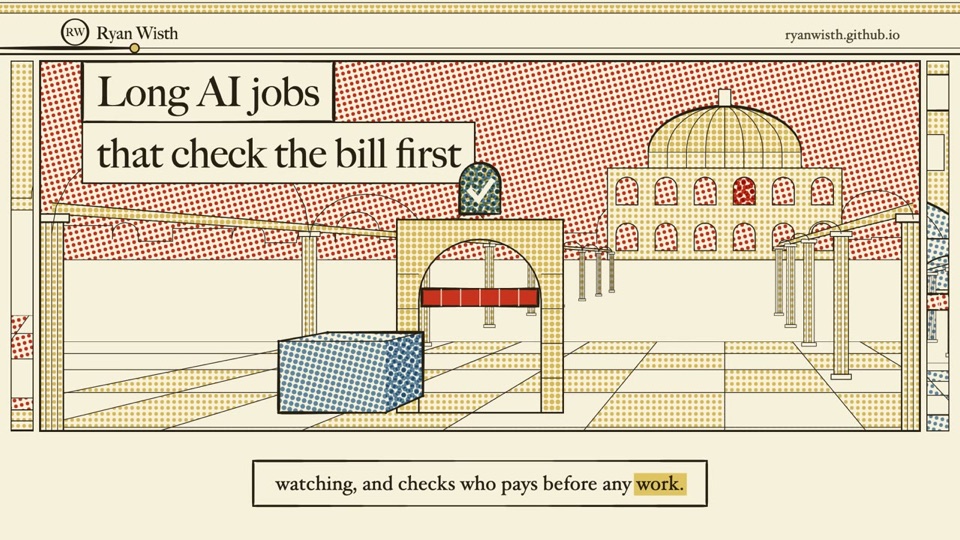 RW Ryan Wisth
ryanwisth.github.io
Long AI jobs
that check the bill first
watching, and checks who pays before any work.